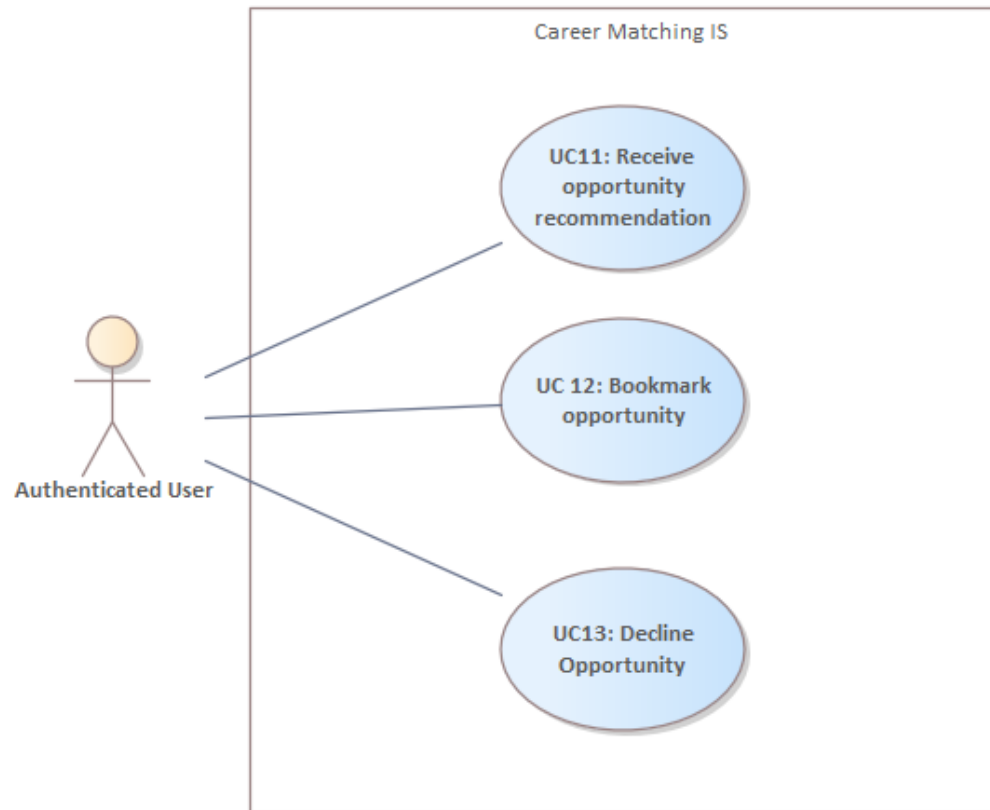 Career Matching IS
UC11: Receive
opportunity
recommendation
UC 12: Bookmark
opportunity
Authenticated User
UC13: Decline
Opportunity